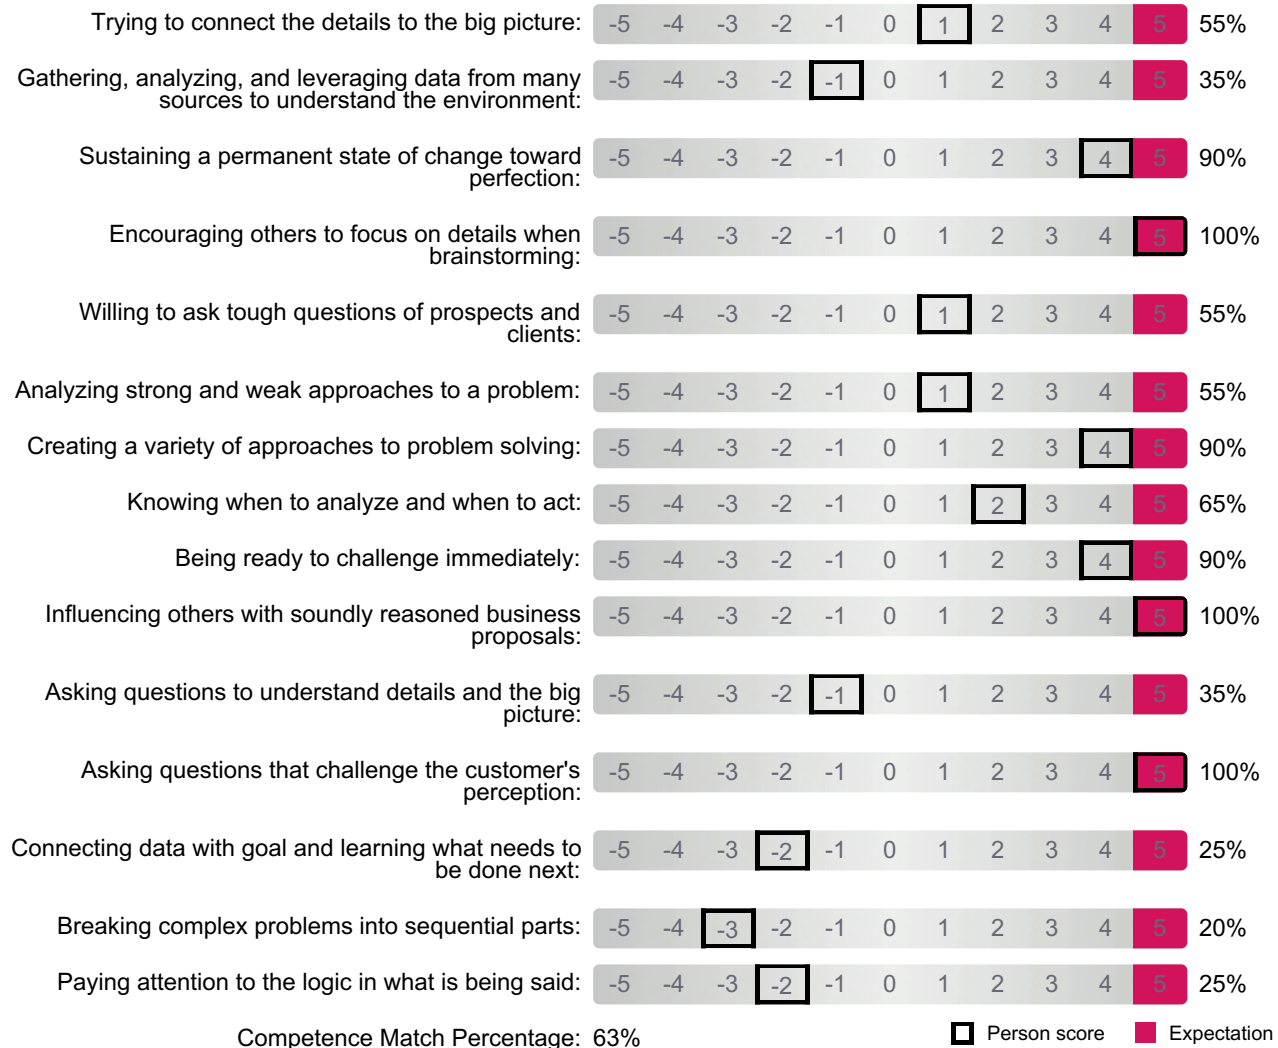 Trying to connect the details to the big picture: -5 -4 -3 -2 -1 0 1 2 3 4 5 55%
Gathering, analyzing, and leveraging data from many
sources to understand the environment: -5 -4 -3 -2 -1 0 1 2 3 4 5 35%
Sustaining a permanent state of change toward
perfection: -5 -4 -3 -2 -1 0 1 2 3 4 5 90%
Encouraging others to focus on details when
brainstorming: -5 -4 -3 -2 -1 0 1 2 3 4 5 100%
Willing to ask tough questions of prospects and
clients: -5 -4 -3 -2 -1 0 1 2 3 4 5 55%
Analyzing strong and weak approaches to a problem: -5 -4 -3 -2 -1 0 1 2 3 4 5 55%
Creating a variety of approaches to problem solving: -5 -4 -3 -2 -1 0 1 2 3 4 5 90%
Knowing when to analyze and when to act: -5 -4 -3 -2 -1 0 1 2 3 4 5 65%
Being ready to challenge immediately: -5 -4 -3 -2 -1 0 1 2 3 4 5 90%
Influencing others with soundly reasoned business
proposals: -5 -4 -3 -2 -1 0 1 2 3 4 5 100%
Asking questions to understand details and the big
picture: -5 -4 -3 -2 -1 0 1 2 3 4 5 35%
Asking questions that challenge the customer's
perception: -5 -4 -3 -2 -1 0 1 2 3 4 5 100%
Connecting data with goal and learning what needs to
be done next: -5 -4 -3 -2 -1 0 1 2 3 4 5 25%
Breaking complex problems into sequential parts: -5 -4 -3 -2 -1 0 1 2 3 4 5 20%
Paying attention to the logic in what is being said: -5 -4 -3 -2 -1 0 1 2 3 4 5 25%
Competence Match Percentage: 63% Person score Expectation